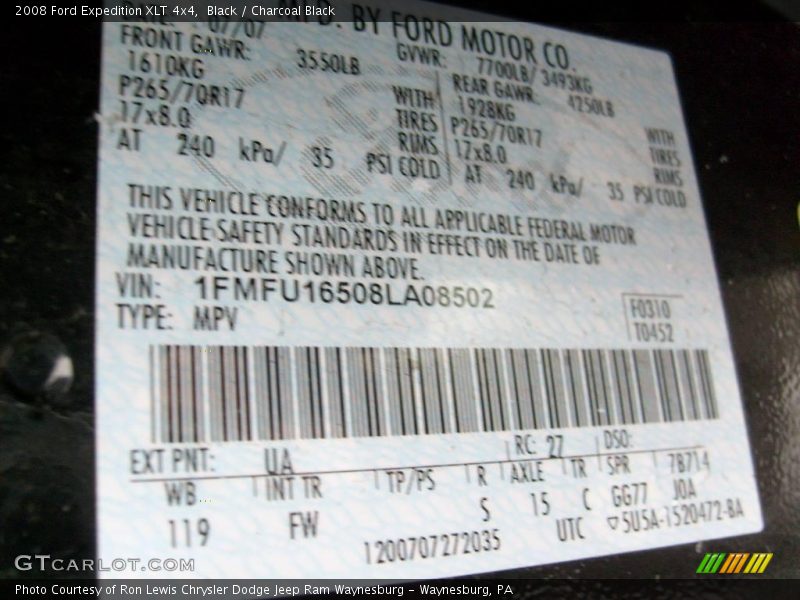 2008 Ford Expedition XLT 4x4, Black / Charcoal Black
DATE: 07/07 MFD. BY FORD MOTOR CO.
FRONT GAWR: 3550LB GVWR: 7700LB/ 3493KG
1610KG REAR GAWR: 4250LB
P265/70R17 WITH 1928KG WITH
17x8.0 TIRES P265/70R17 TIRES
RIMS 17x8.0 RIMS
AT 240 kPa/ 35 PSI COLD AT 240 kPa/ 35 PSI COLD
THIS VEHICLE CONFORMS TO ALL APPLICABLE FEDERAL MOTOR
VEHICLE SAFETY STANDARDS IN EFFECT ON THE DATE OF
MANUFACTURE SHOWN ABOVE.
VIN: 1FMFU16508LA08502
TYPE: MPV
F0310
T0452
EXT PNT: UA RC: 27 DSO:
WB INT TR TP/PS R AXLE TR SPR 7B714
119 FW S 15 C GG77 J0A
1200707272035 UTC ▽5U5A-1520472-BA
GTcarlot.com
Photo Courtesy of Ron Lewis Chrysler Dodge Jeep Ram Waynesburg – Waynesburg, PA